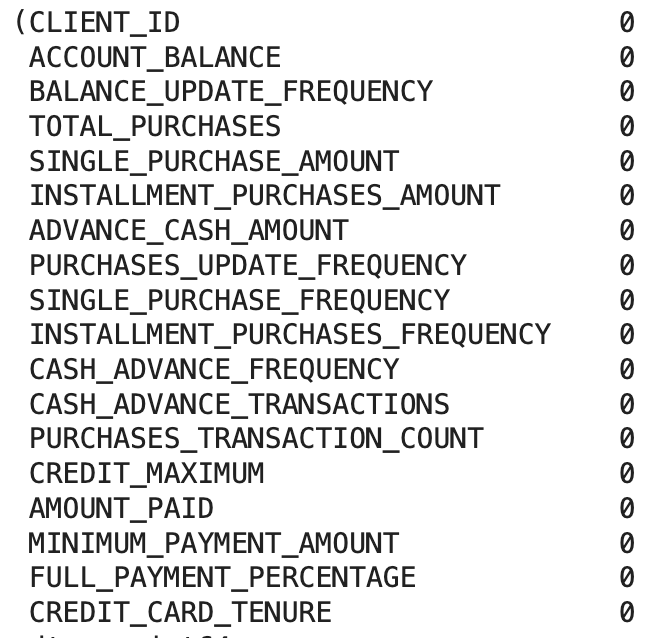 (CLIENT_ID 0
ACCOUNT_BALANCE 0
BALANCE_UPDATE_FREQUENCY 0
TOTAL_PURCHASES 0
SINGLE_PURCHASE_AMOUNT 0
INSTALLMENT_PURCHASES_AMOUNT 0
ADVANCE_CASH_AMOUNT 0
PURCHASES_UPDATE_FREQUENCY 0
SINGLE_PURCHASE_FREQUENCY 0
INSTALLMENT_PURCHASES_FREQUENCY 0
CASH_ADVANCE_FREQUENCY 0
CASH_ADVANCE_TRANSACTIONS 0
PURCHASES_TRANSACTION_COUNT 0
CREDIT_MAXIMUM 0
AMOUNT_PAID 0
MINIMUM_PAYMENT_AMOUNT 0
FULL_PAYMENT_PERCENTAGE 0
CREDIT_CARD_TENURE 0